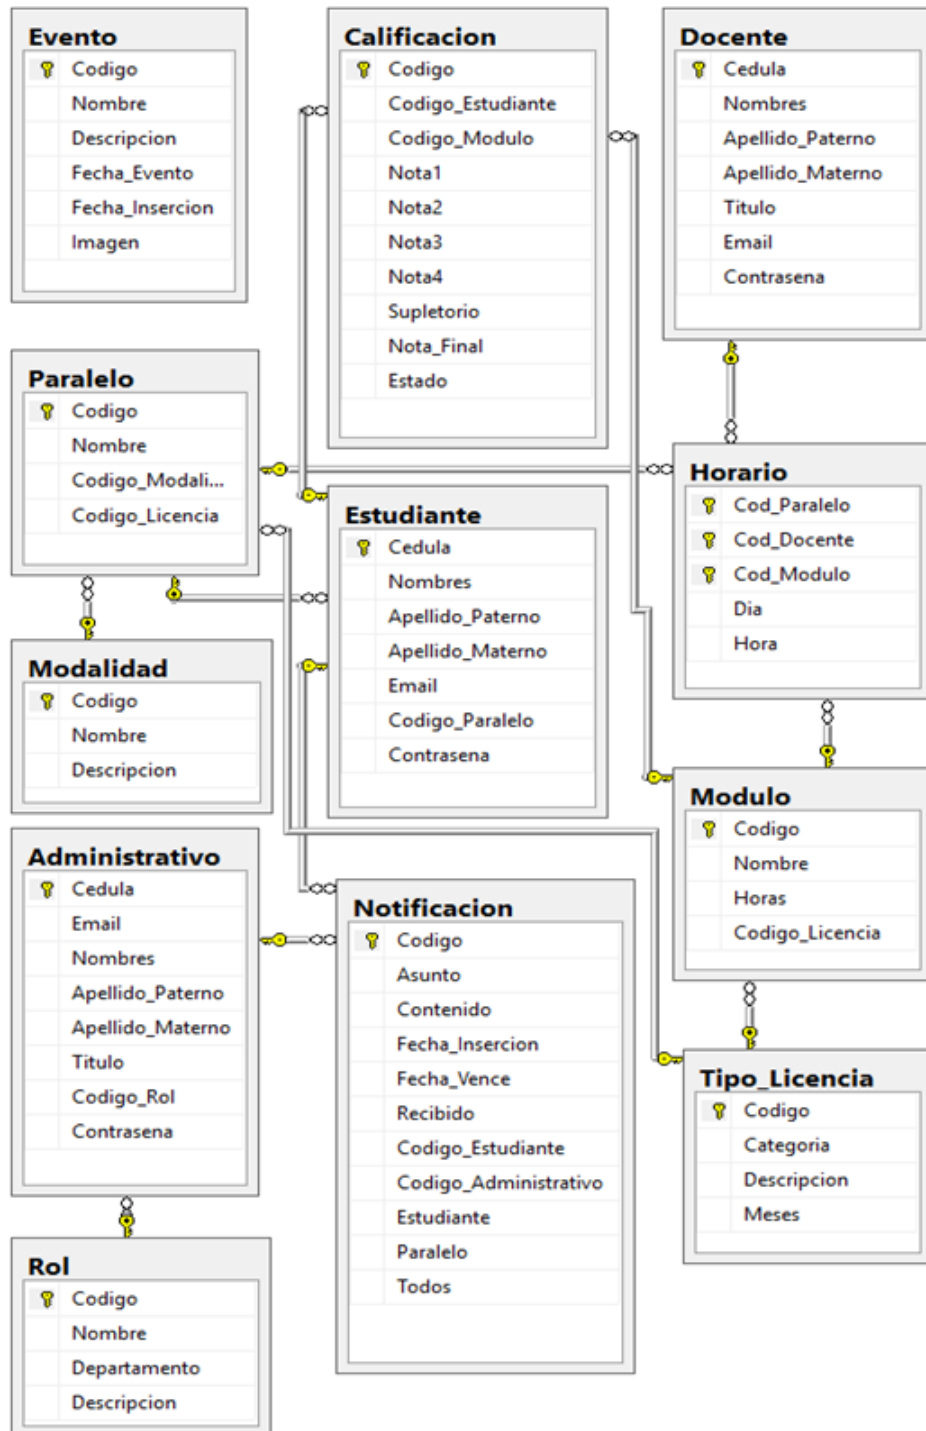 Evento
Codigo
Nombre
Descripcion
Fecha_Evento
Fecha_Insercion
Imagen
Calificacion
Codigo
Codigo_Estudiante
Codigo_Modulo
Nota1
Nota2
Nota3
Nota4
Supletorio
Nota_Final
Estado
Docente
Cedula
Nombres
Apellido_Paterno
Apellido_Materno
Titulo
Email
Contrasena
Paralelo
Codigo
Nombre
Codigo_Modali...
Codigo_Licencia
Estudiante
Cedula
Nombres
Apellido_Paterno
Apellido_Materno
Email
Codigo_Paralelo
Contrasena
Horario
Cod_Paralelo
Cod_Docente
Cod_Modulo
Dia
Hora
Modalidad
Codigo
Nombre
Descripcion
Modulo
Codigo
Nombre
Horas
Codigo_Licencia
Administrativo
Cedula
Email
Nombres
Apellido_Paterno
Apellido_Materno
Titulo
Codigo_Rol
Contrasena
Notificacion
Codigo
Asunto
Contenido
Fecha_Insercion
Fecha_Vence
Recibido
Codigo_Estudiante
Codigo_Administrativo
Estudiante
Paralelo
Todos
Tipo_Licencia
Codigo
Categoria
Descripcion
Meses
Rol
Codigo
Nombre
Departamento
Descripcion